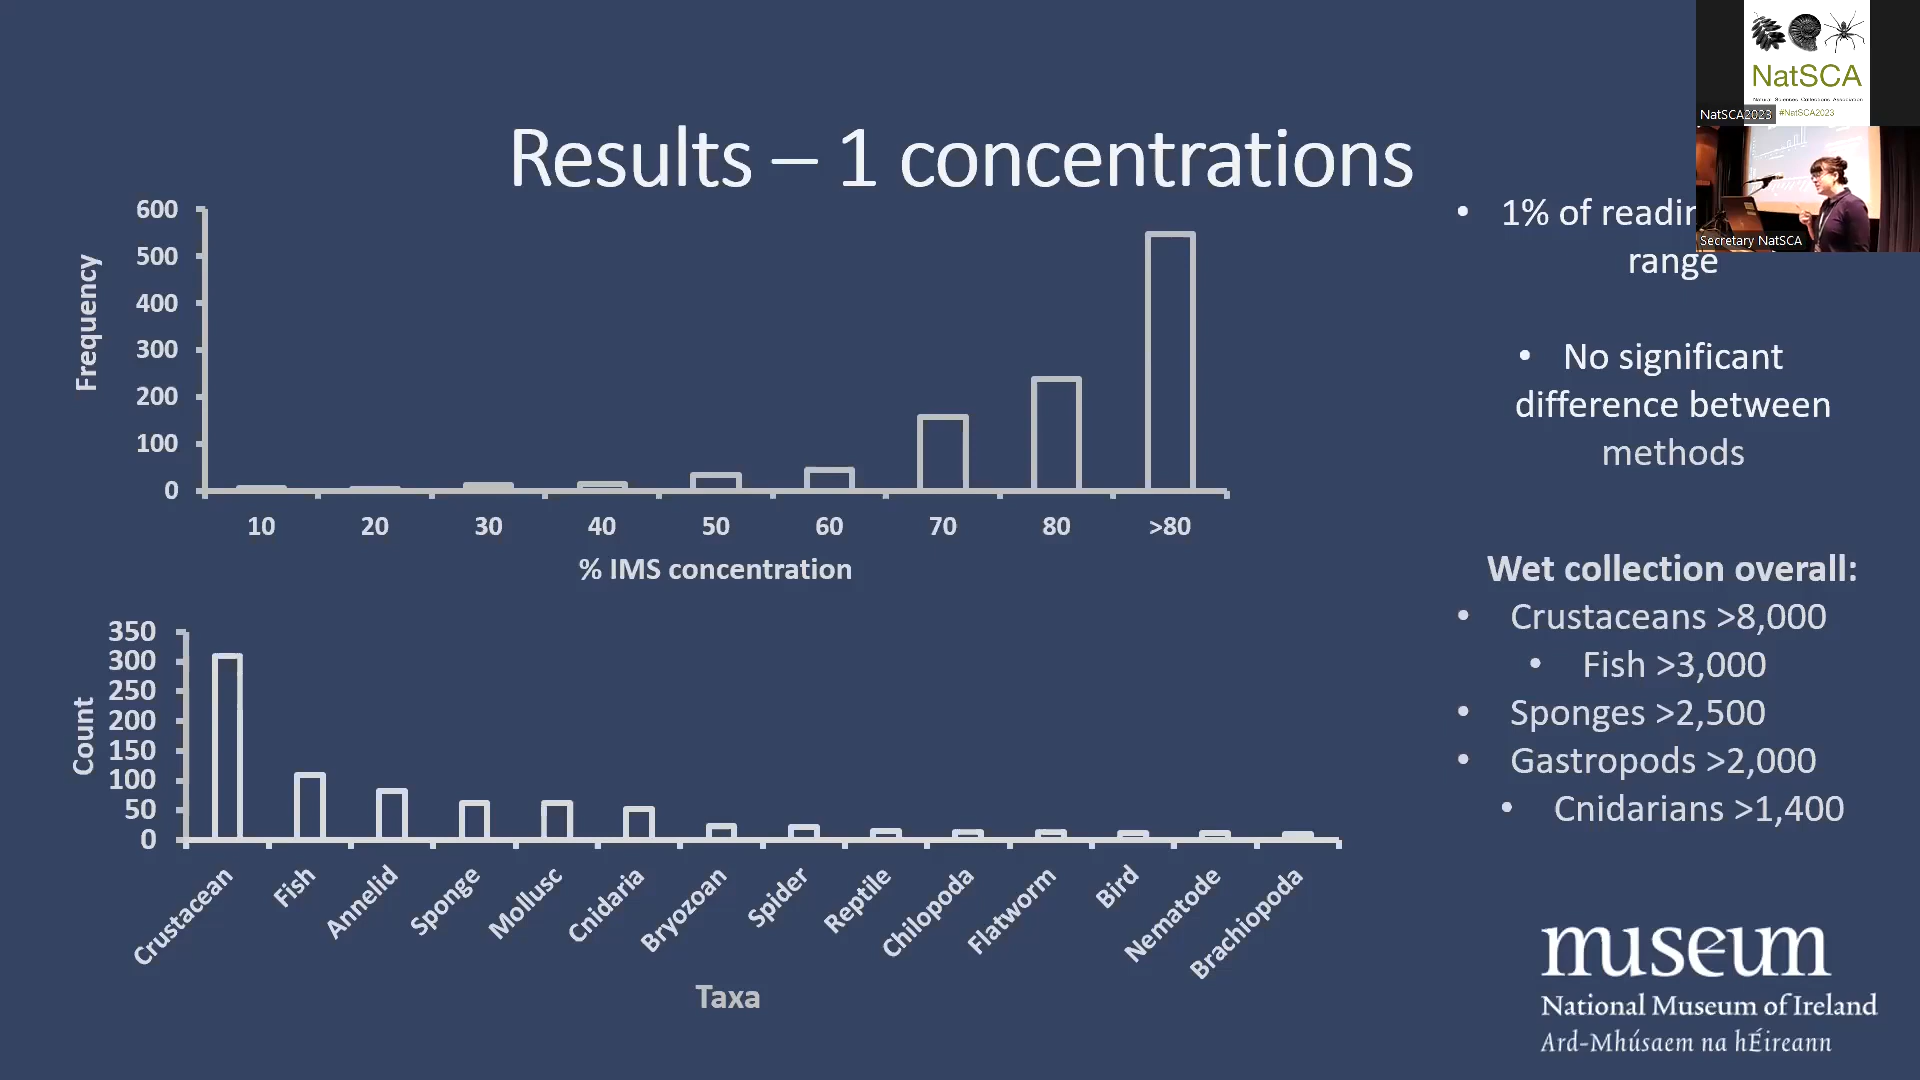 NatSCA
Natural Sciences Collections Association
NatSCA2023
#NatSCA2023
Secretary NatSCA
Results – 1 concentrations
600
500
400
300
200
100
0
Frequency
10 20 30 40 50 60 70 80 >80
% IMS concentration
350
300
250
200
150
100
50
0
Count
Crustacean
Fish
Annelid
Sponge
Mollusc
Cnidaria
Bryozoan
Spider
Reptile
Chilopoda
Flatworm
Bird
Nematode
Brachiopoda
Taxa
• 1% of
range
• No significant
difference between
methods
Wet collection overall:
• Crustaceans >8,000
• Fish >3,000
• Sponges >2,500
• Gastropods >2,000
• Cnidarians >1,400
museum
National Museum of Ireland
Ard-Mhúsaem na hÉireann